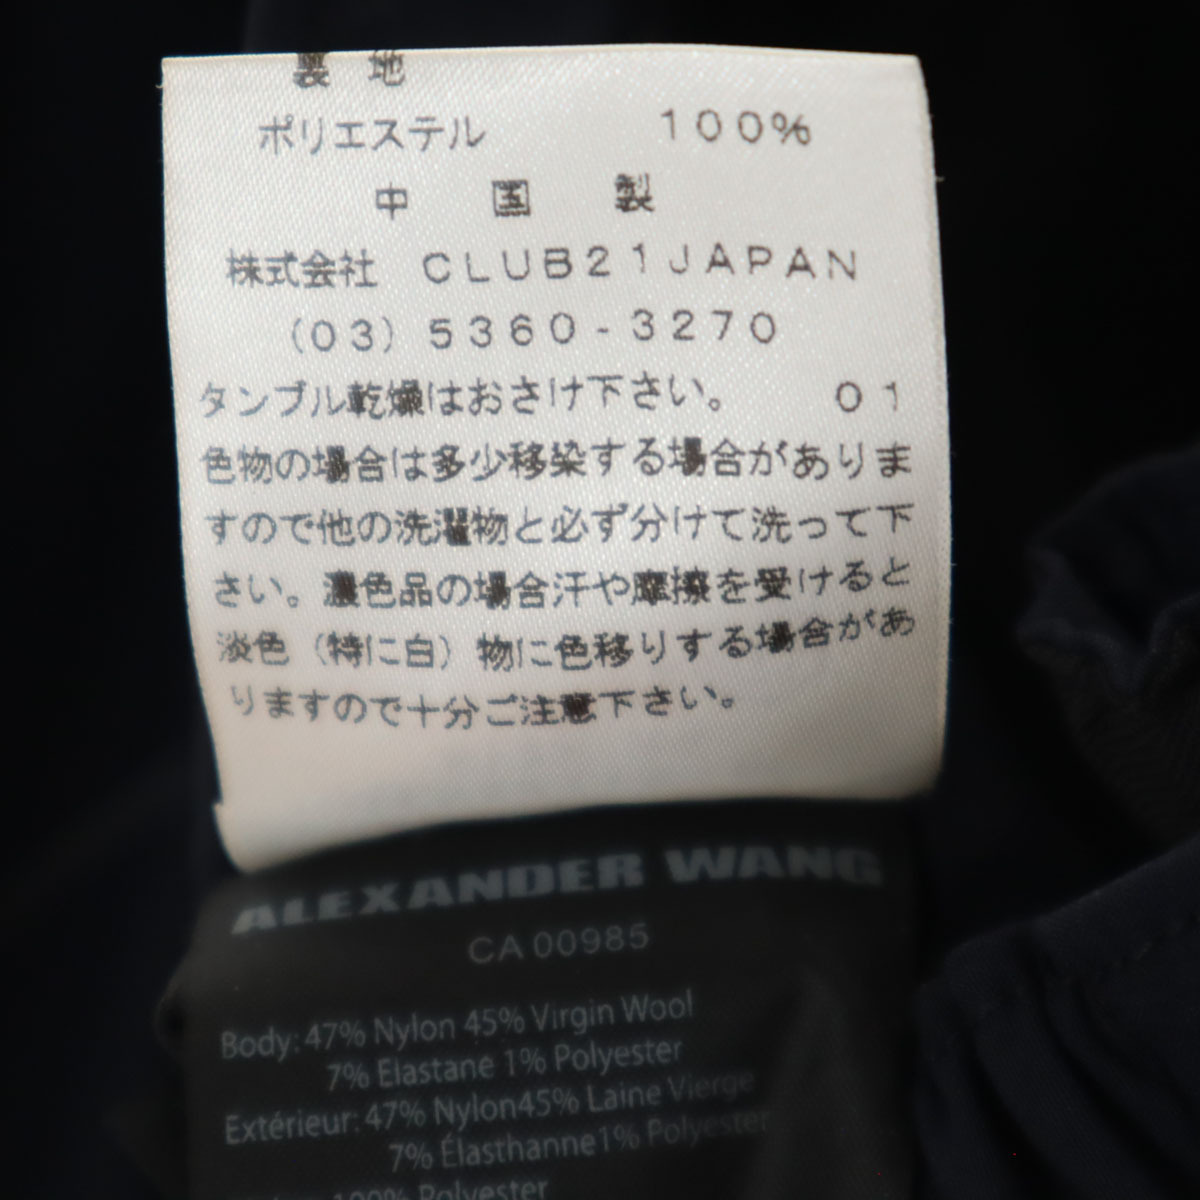 裏地
ポリエステル 100%
中国製
株式会社 CLUB21JAPAN
(03) 5360-3270
タンブル乾燥はおさけ下さい。 01
色物の場合は多少移染する場合がありま
すので他の洗濯物と必ず分けて洗って下
さい。濃色品の場合汗や摩擦を受けると
淡色(特に白)物に色移りする場合があ
りますので十分ご注意下さい。
ALEXANDER WANG
CA 00985
Body: 47% Nylon 45% Virgin Wool
7% Elastane 1% Polyester
Extérieur: 47% Nylon45% Laine Vierge
7% Élasthanne1% Polyester
100% Polyester